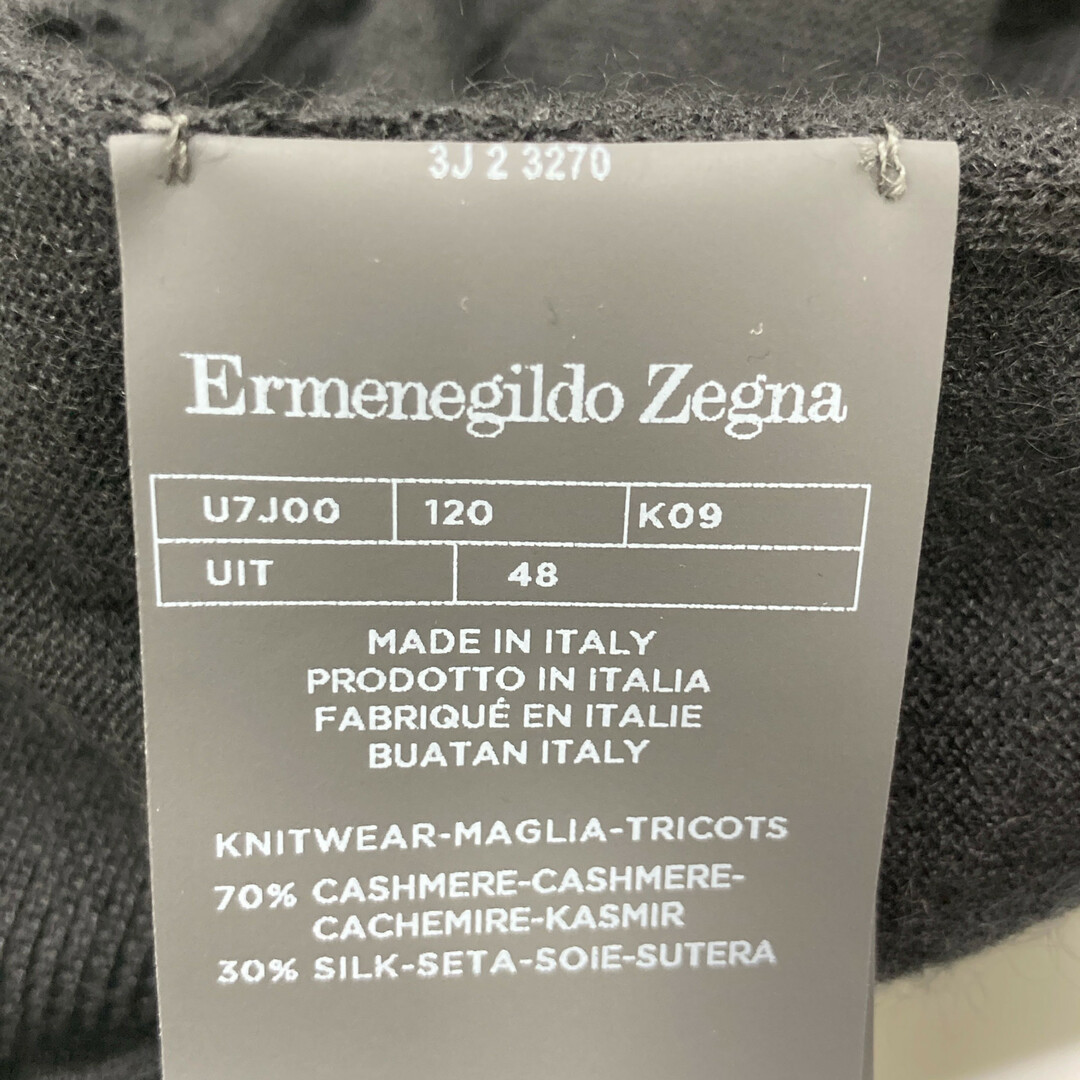 3J 2 3270
Ermenegildo Zegna
U7J00 120 K09
UIT 48
MADE IN ITALY
PRODOTTO IN ITALIA
FABRIQUÉ EN ITALIE
BUATAN ITALY
KNITWEAR-MAGLIA-TRICOTS
70% CASHMERE-CASHMERE-
CACHEMIRE-KASMIR
30% SILK-SETA-SOIE-SUTERA